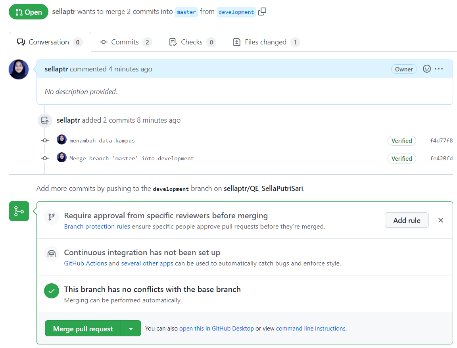 Open sellaptr wants to merge 2 commits into master from development
Conversation 0 Commits 2 Checks 0 Files changed 1
sellaptr commented 4 minutes ago Owner
No description provided.
sellaptr added 2 commits 8 minutes ago
menambah data kampus Verified f4d77f8
Merge branch 'master' into development Verified fe420fd
Add more commits by pushing to the development branch on sellaptr/QE_SellaPutriSari.
Require approval from specific reviewers before merging
Branch protection rules ensure specific people approve pull requests before they're merged.
Add rule
Continuous integration has not been set up
GitHub Actions and several other apps can be used to automatically catch bugs and enforce style.
This branch has no conflicts with the base branch
Merging can be performed automatically.
Merge pull request You can also open this in GitHub Desktop or view command line instructions.